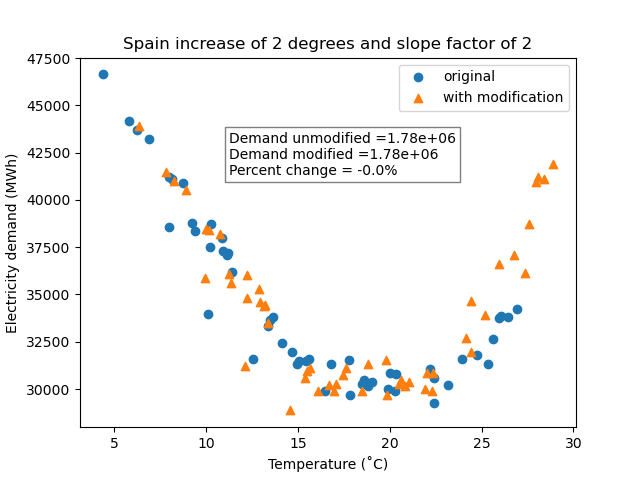 Spain increase of 2 degrees and slope factor of 2
47500
45000
42500
40000
37500
35000
32500
30000
Electricity demand (MWh)
original
with modification
Demand unmodified =1.78e+06
Demand modified =1.78e+06
Percent change = -0.0%
5 10 15 20 25 30
Temperature (˚C)